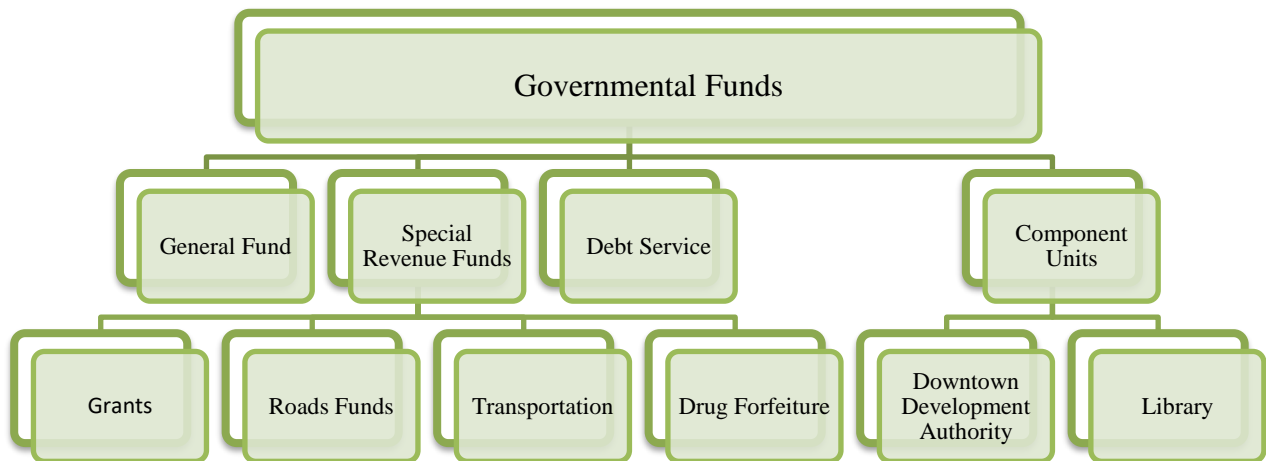 Governmental Funds
General Fund
Special
Revenue Funds
Debt Service
Component
Units
Grants
Roads Funds
Transportation
Drug Forfeiture
Downtown
Development
Authority
Library